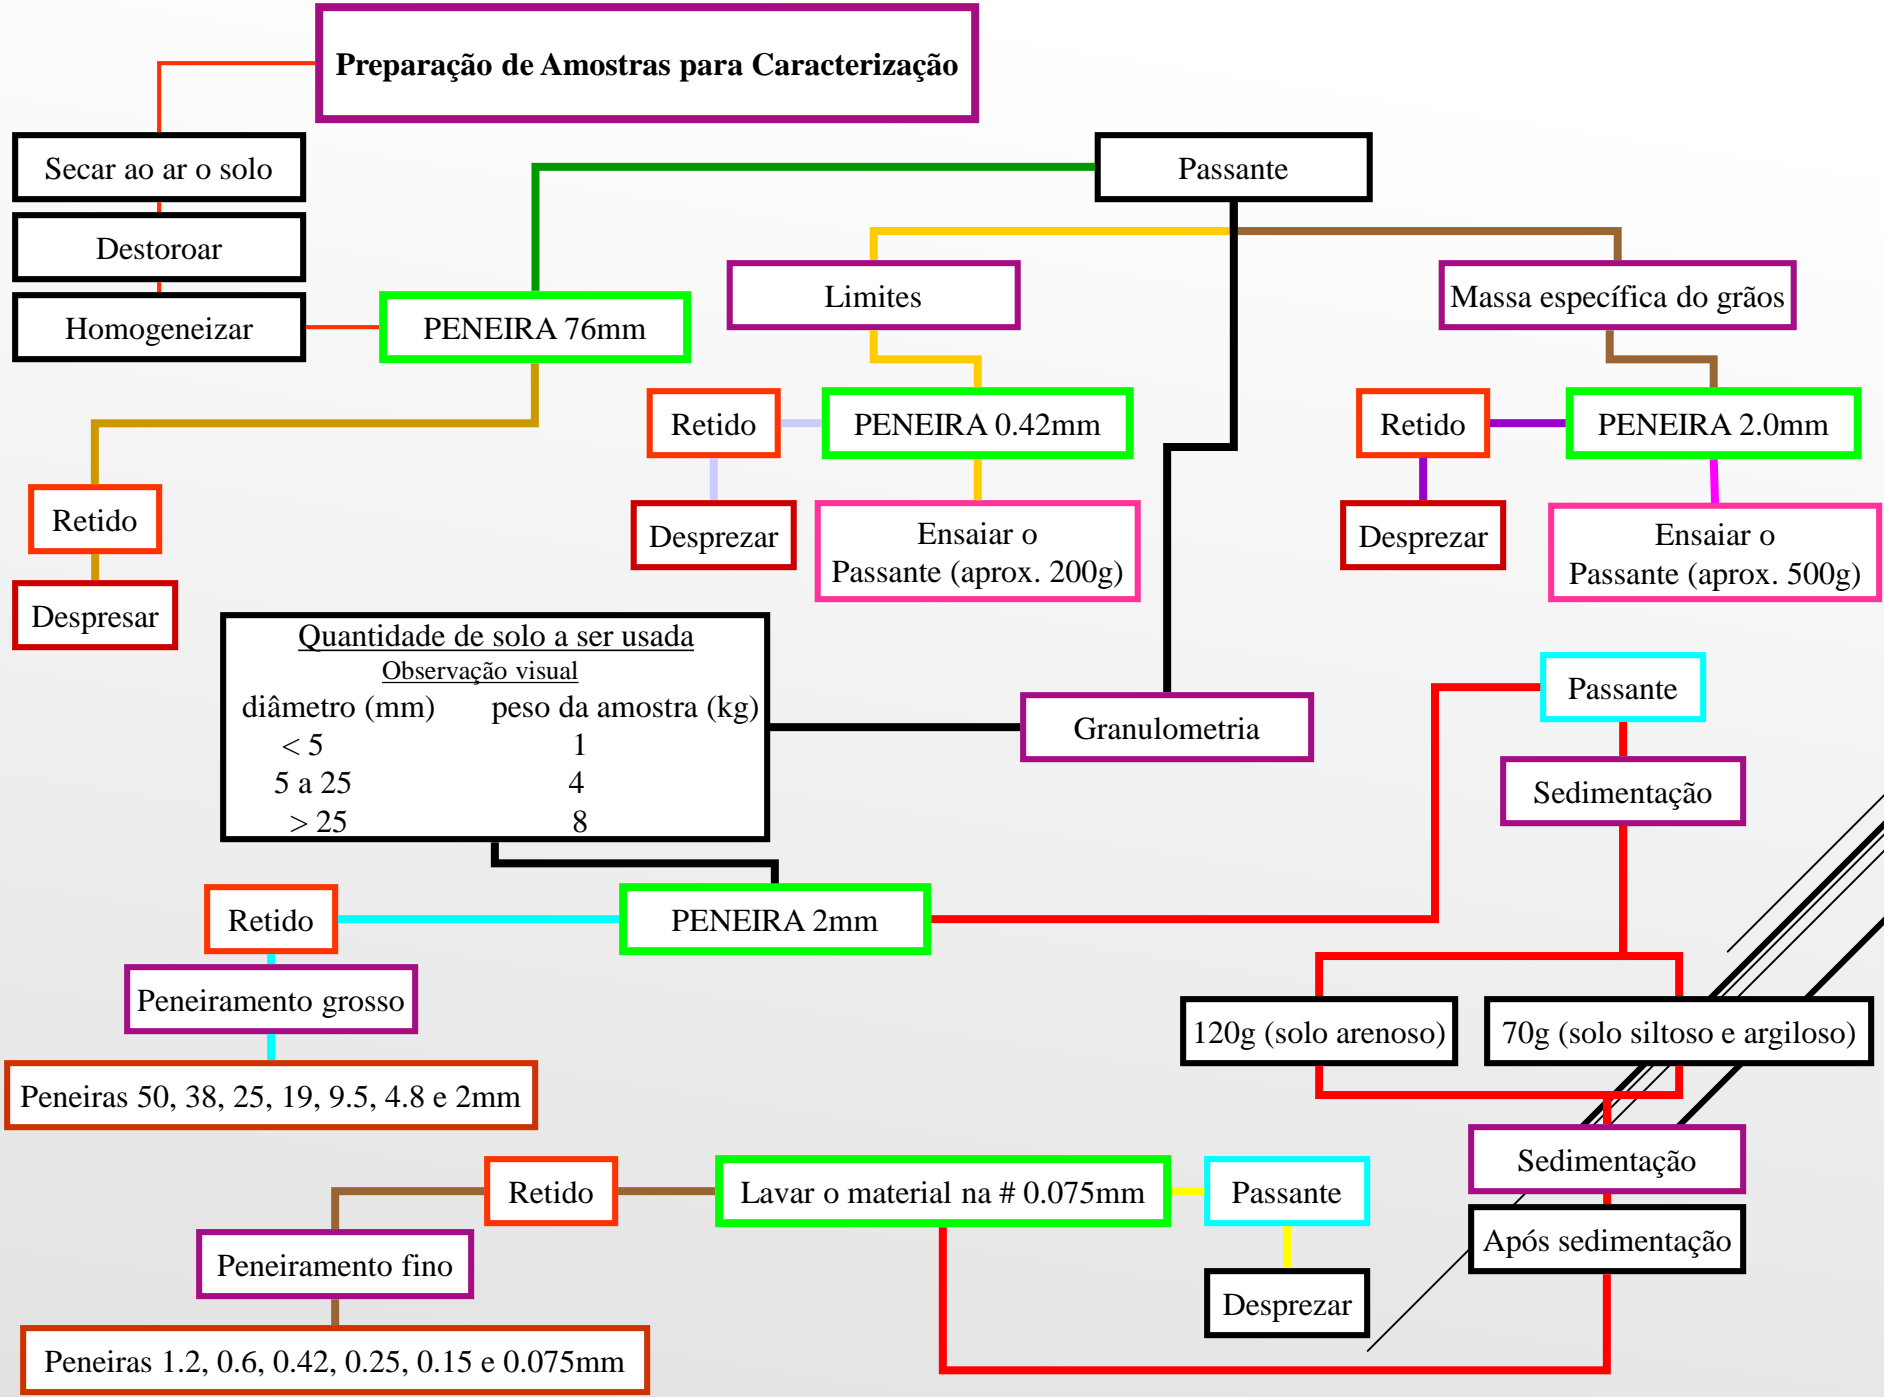 Preparação de Amostras para Caracterização
Secar ao ar o solo
Destoroar
Homogeneizar
PENEIRA 76mm
Passante
Limites
Massa específica do grãos
Retido
PENEIRA 0.42mm
Retido
PENEIRA 2.0mm
Retido
Despresar
Desprezar
Ensaiar o
Passante (aprox. 200g)
Desprezar
Ensaiar o
Passante (aprox. 500g)
Quantidade de solo a ser usada
Observação visual
diâmetro (mm) peso da amostra (kg)
< 5 1
5 a 25 4
> 25 8
Granulometria
Passante
Sedimentação
Retido
PENEIRA 2mm
Peneiramento grosso
Peneiras 50, 38, 25, 19, 9.5, 4.8 e 2mm
120g (solo arenoso)
70g (solo siltoso e argiloso)
Sedimentação
Após sedimentação
Retido
Lavar o material na # 0.075mm
Passante
Desprezar
Peneiramento fino
Peneiras 1.2, 0.6, 0.42, 0.25, 0.15 e 0.075mm